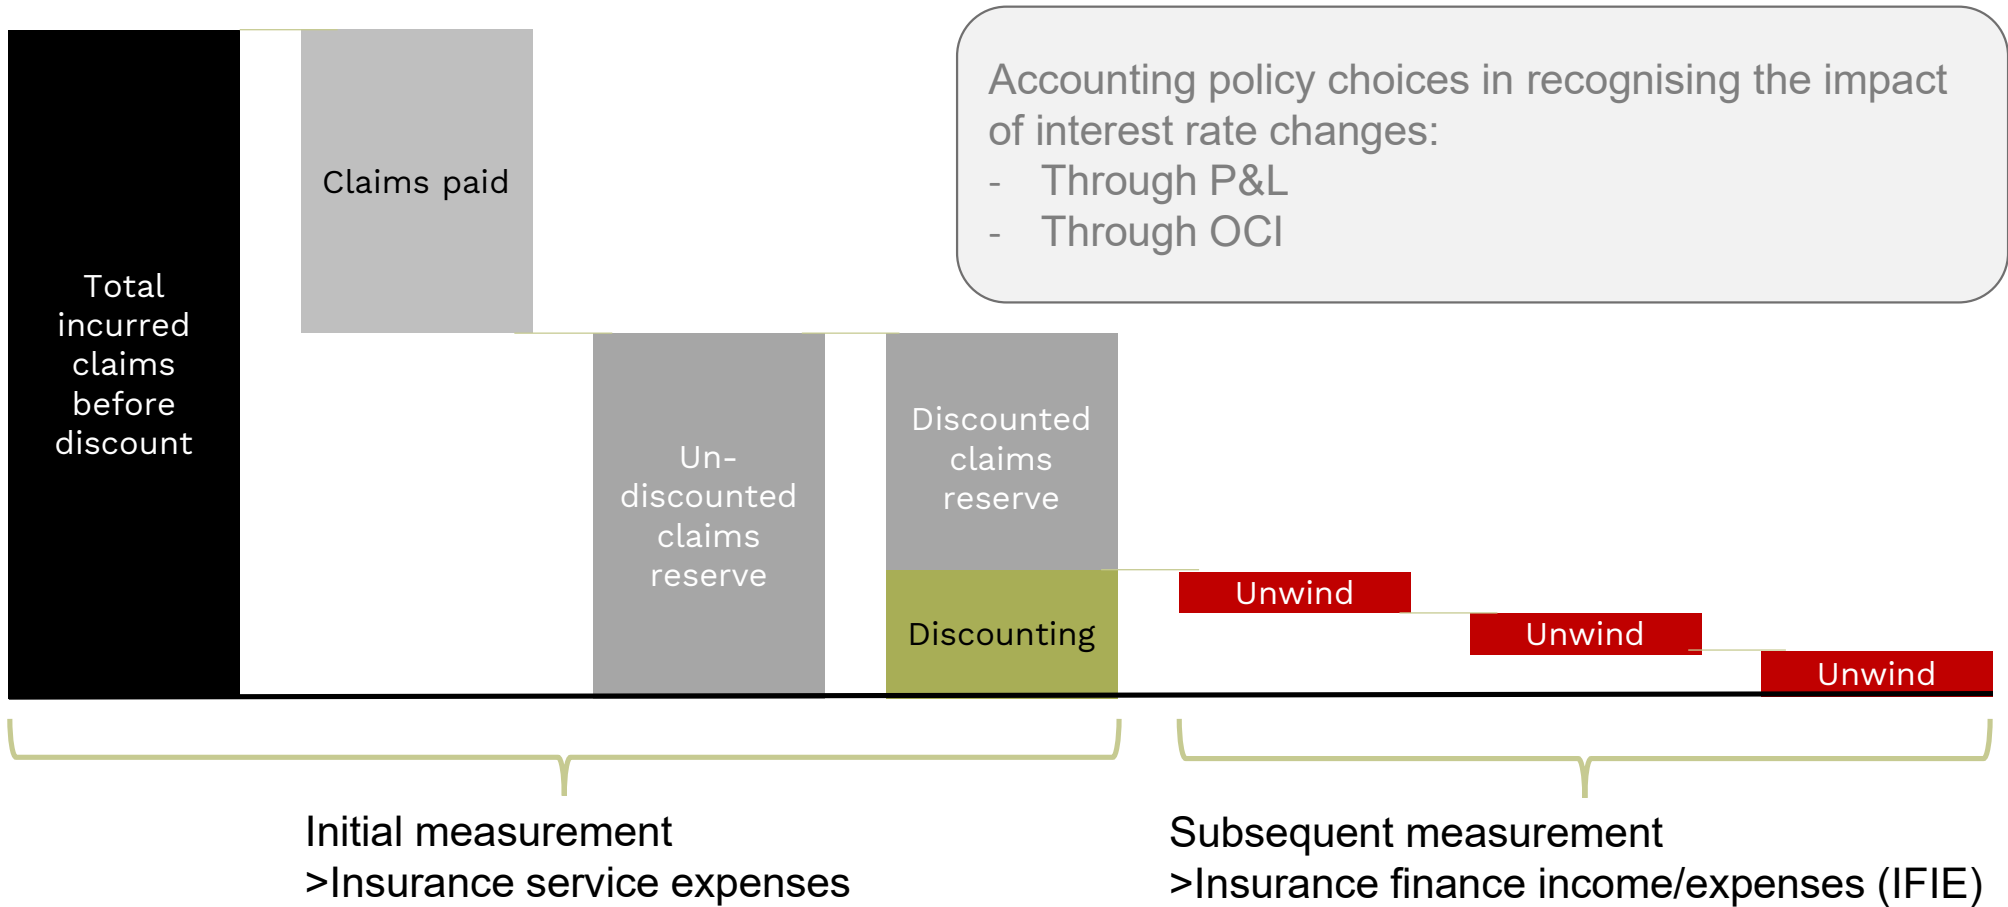 Accounting policy choices in recognising the impact
of interest rate changes:
- Through P&L
- Through OCI
Total
incurred
claims
before
discount
Claims paid
Un-
discounted
claims
reserve
Discounted
claims
reserve
Discounting
Unwind
Unwind
Unwind
Initial measurement
>Insurance service expenses
Subsequent measurement
>Insurance finance income/expenses (IFIE)